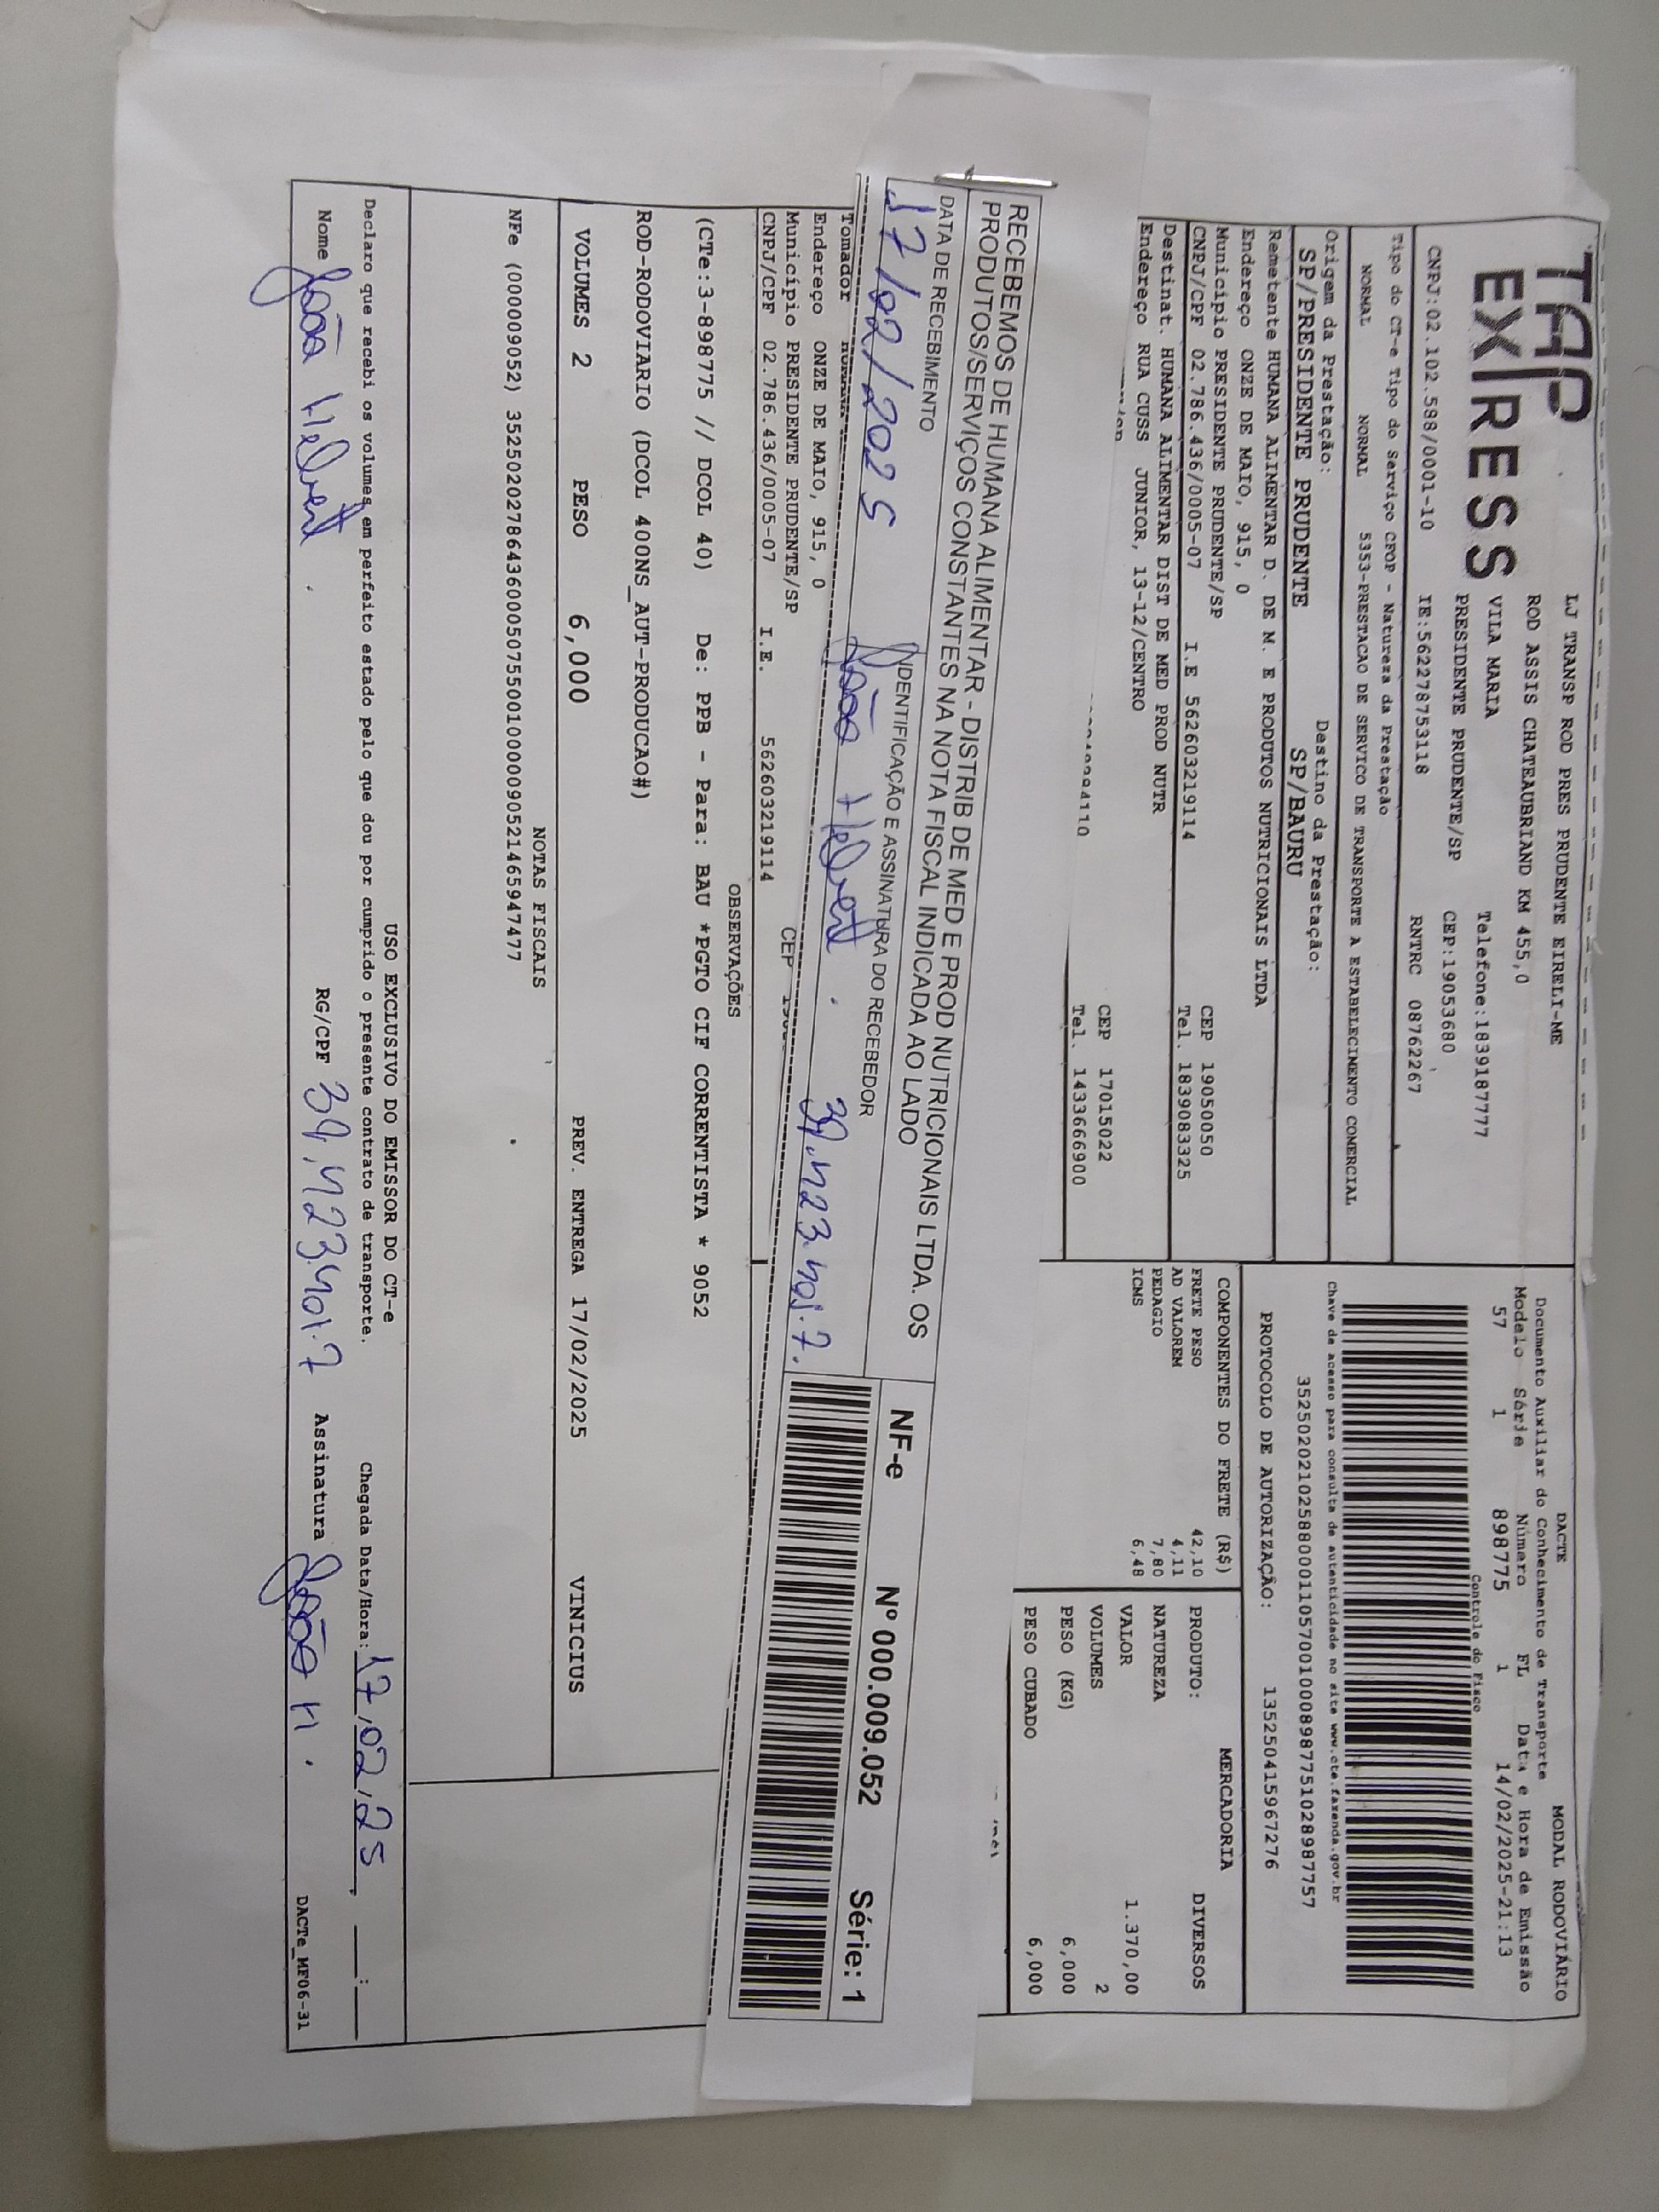 TAP
EXPRESS
LJ TRANSP ROD PRES PRUDENTE EIRELI-ME
ROD ASSIS CHATEAUBRIAND KM 455,0
VILA MARIA Telefone:1839187777
PRESIDENTE PRUDENTE/SP CEP:19053680
CNPJ:02.102.588/0001-10 IE:562278753118 RNTRC 08762267
Tipo do CT-e Tipo do Serviço CFOP - Natureza da Prestação
NORMAL NORMAL 5353-PRESTACAO DE SERVICO DE TRANSPORTE A ESTABELECIMENTO COMERCIAL
Origem da Prestação: Destino da Prestação:
SP/PRESIDENTE PRUDENTE SP/BAURU
Remetente HUMANA ALIMENTAR D. DE M. E PRODUTOS NUTRICIONAIS LTDA
Endereço ONZE DE MAIO, 915, 0
Município PRESIDENTE PRUDENTE/SP CEP 19050050
CNPJ/CPF 02.786.436/0005-07 I.E 562603219114 Tel. 1839083325
Destinat. HUMANA ALIMENTAR DIST DE MED PROD NUTR
Endereço RUA CUSS JUNIOR, 13-12/CENTRO
CEP 17015022
Tel. 1433666900
DACTE MODAL RODOVIÁRIO
Documento Auxiliar do Conhecimento de Transporte
Modelo Série Número FL Data e Hora de Emissão
57 1 898775 1 14/02/2025-21:13
Controle do Fisco
Chave de acesso para consulta de autenticidade no site www.cte.fazenda.gov.br
35250202102588000110570010008987751028987757
PROTOCOLO DE AUTORIZAÇÃO: 135250415967276
COMPONENTES DO FRETE (R$)
FRETE PESO 42,10
AD VALOREM 4,11
PEDAGIO 7,80
ICMS 6,48
MERCADORIA
PRODUTO: DIVERSOS
NATUREZA
VALOR 1.370,00
VOLUMES 2
PESO (KG) 6,000
PESO CUBADO 6,000
RECEBEMOS DE HUMANA ALIMENTAR - DISTRIB DE MED E PROD NUTRICIONAIS LTDA. OS
PRODUTOS/SERVIÇOS CONSTANTES NA NOTA FISCAL INDICADA AO LADO
DATA DE RECEBIMENTO IDENTIFICAÇÃO E ASSINATURA DO RECEBEDOR
17/02/2025 João
NF-e Nº 000.009.052 Série: 1
Tomador
Endereço ONZE DE MAIO, 915, 0
Município PRESIDENTE PRUDENTE/SP CEP
CNPJ/CPF 02.786.436/0005-07 I.E. 562603219114
OBSERVAÇÕES
(CTe:3-898775 // DCOL 40) De: PPB - Para: BAU *PGTO CIF CORRENTISTA * 9052
ROD-RODOVIARIO (DCOL 400NS_AUT-PRODUCAO#)
VOLUMES 2 PESO 6,000 PREV. ENTREGA 17/02/2025 VINICIUS
NOTAS FISCAIS
NFe (000009052) 35250202786436000507550010000090521465947477
USO EXCLUSIVO DO EMISSOR DO CT-e
Declaro que recebi os volumes em perfeito estado pelo que dou por cumprido o presente contrato de transporte. Chegada Data/Hora: 17,02,25, :
Nome João RG/CPF Assinatura João H.
DACTe_MF06-31